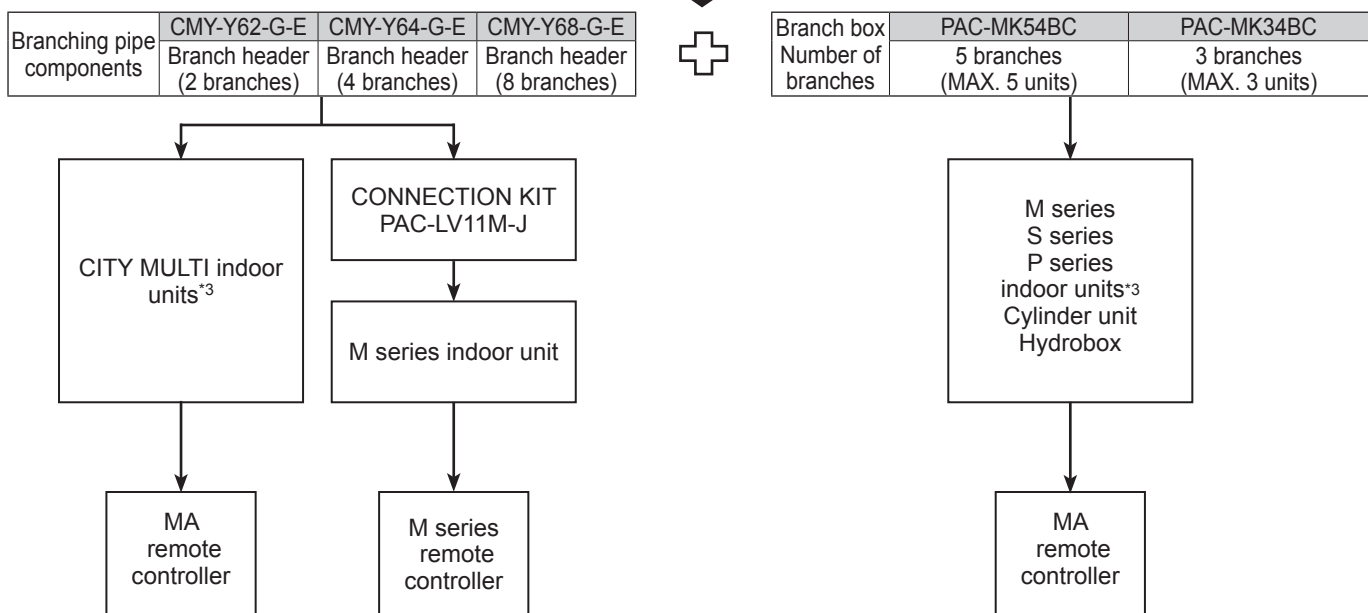 Branching pipe
components
CMY-Y62-G-E
CMY-Y64-G-E
CMY-Y68-G-E
Branch header
(2 branches)
Branch header
(4 branches)
Branch header
(8 branches)
Branch box
Number of
branches
PAC-MK54BC
PAC-MK34BC
5 branches
(MAX. 5 units)
3 branches
(MAX. 3 units)
CITY MULTI indoor
units*3
CONNECTION KIT
PAC-LV11M-J
M series indoor unit
M series
S series
P series
indoor units*3
Cylinder unit
Hydrobox
MA
remote
controller
M series
remote
controller
MA
remote
controller